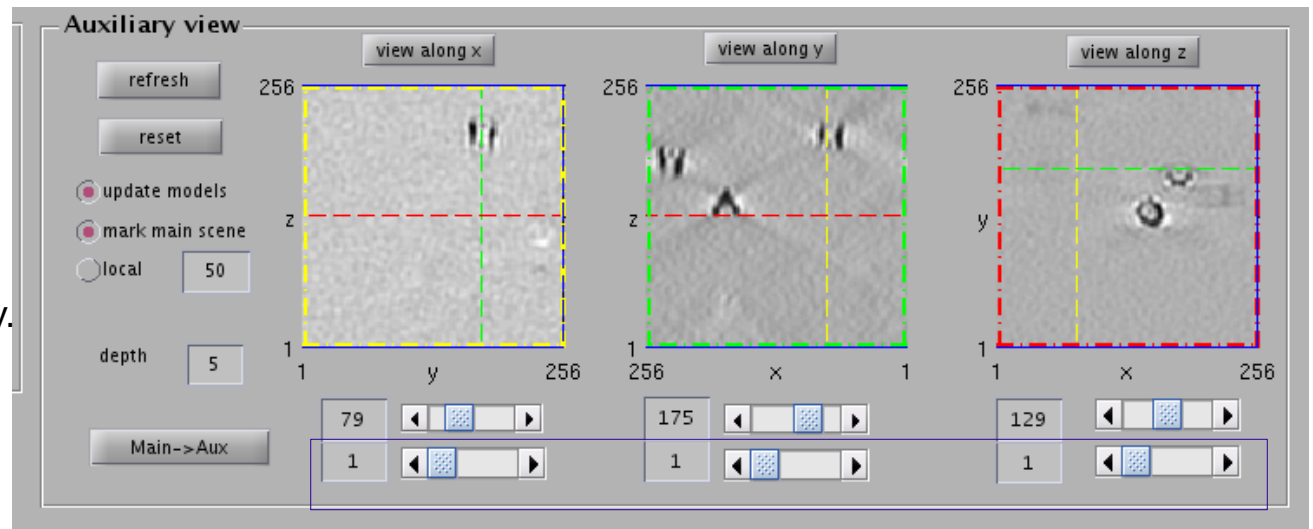 Auxiliary view
view along x
view along y
view along z
refresh
reset
update models
mark main scene
local 50
y.
depth 5
Main->Aux
256
z
1
1 y 256
256
z
1
256 x 1
256
y
1
1 x 256
79
1
175
1
129
1